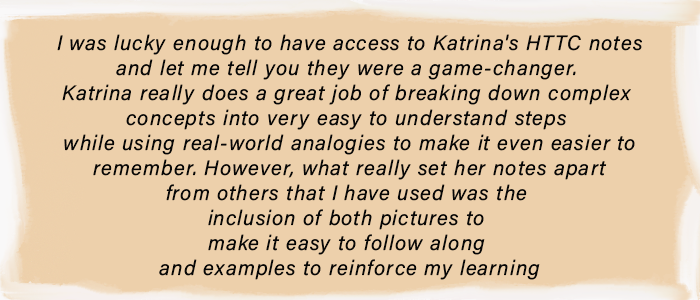 I was lucky enough to have access to Katrina's HTTC notes
and let me tell you they were a game-changer.
Katrina really does a great job of breaking down complex
concepts into very easy to understand steps
while using real-world analogies to make it even easier to
remember. However, what really set her notes apart
from others that I have used was the
inclusion of both pictures to
make it easy to follow along
and examples to reinforce my learning